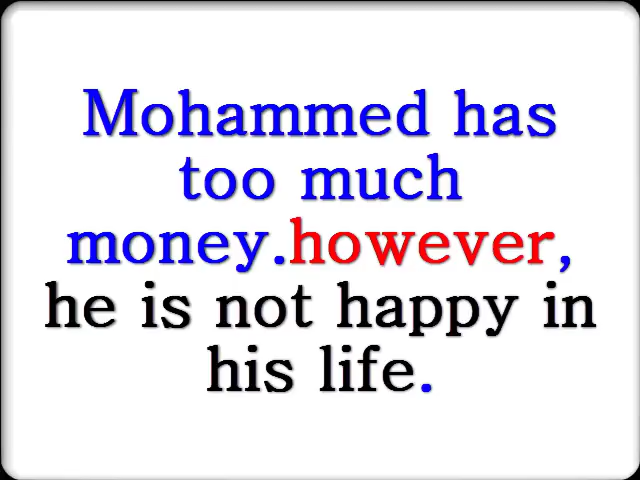 Mohammed has
too much
money.however,
he is not happy in
his life.